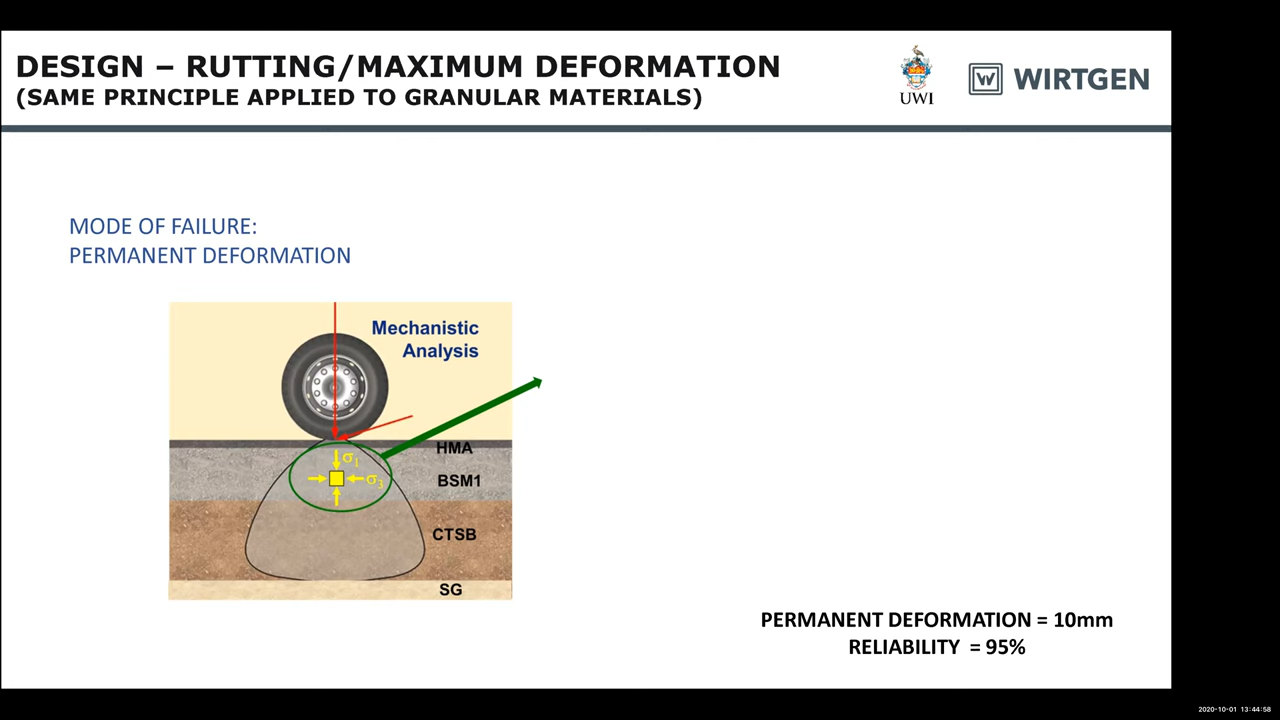 DESIGN – RUTTING/MAXIMUM DEFORMATION
(SAME PRINCIPLE APPLIED TO GRANULAR MATERIALS)
UWI
W WIRTGEN
MODE OF FAILURE:
PERMANENT DEFORMATION
Mechanistic
Analysis
HMA
σ1
σ3
BSM1
CTSB
SG
PERMANENT DEFORMATION = 10mm
RELIABILITY = 95%
2020-10-01 13:44:58